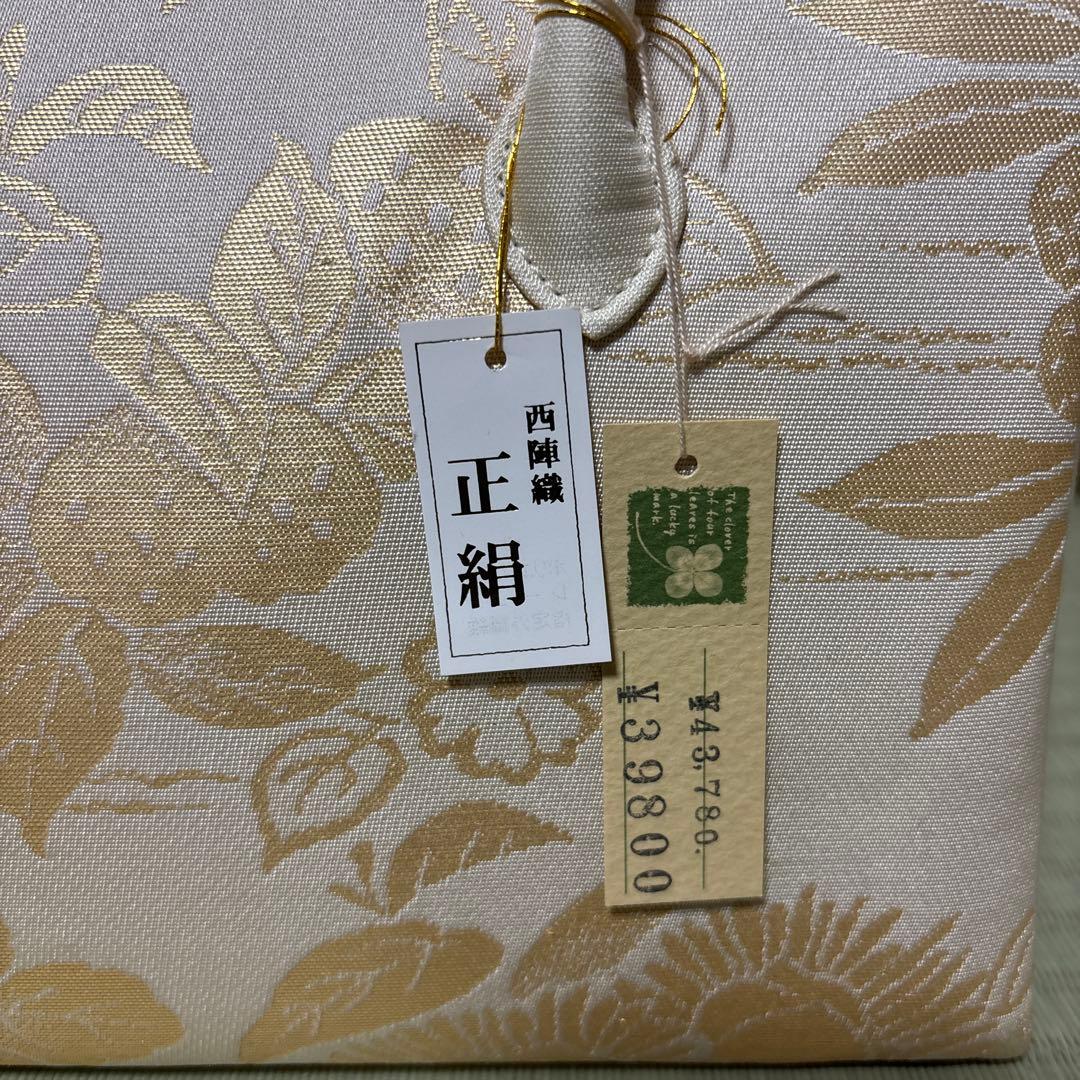 西陣織
正絹
The clover
of four
leaves is
A lucky
mark.
¥43,780.
¥39800